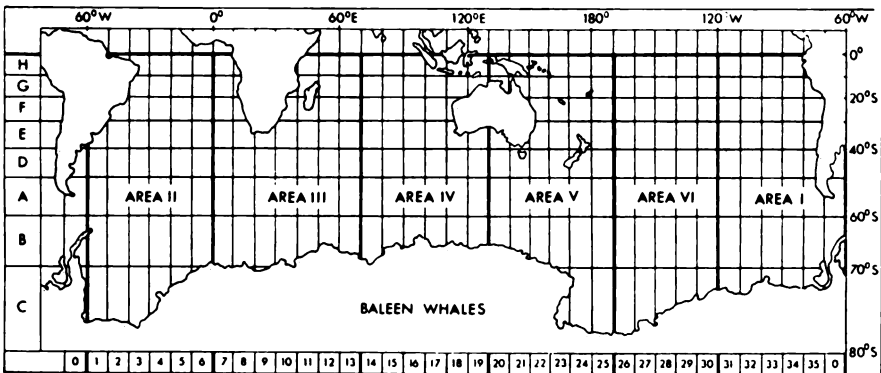 60°W 0° 60°E 120°E 180° 120°W 60°W
H 0°
G
F 20°S
E
D 40°S
A AREA II AREA III AREA IV AREA V AREA VI AREA I
60°S
B
70°S
C BALEEN WHALES
80°S
0 1 2 3 4 5 6 7 8 9 10 11 13 14 15 16 17 18 19 20 21 22 23 24 25 26 27 28 29 30 31 32 33 34 35 0